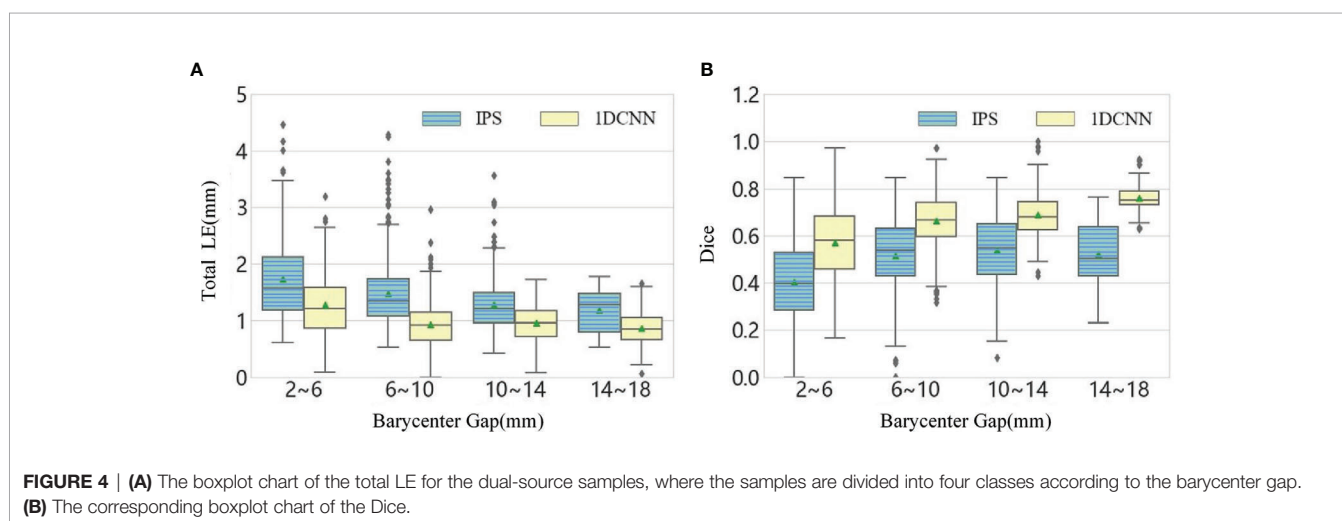 A
B
5
4
3
2
1
0
Total LE(mm)
IPS
1DCNN
2~6
6~10
10~14
14~18
Barycenter Gap(mm)
1.2
1.0
0.8
0.6
0.4
0.2
0.0
Dice
IPS
1DCNN
2~6
6~10
10~14
14~18
Barycenter Gap(mm)
FIGURE 4 | (A) The boxplot chart of the total LE for the dual-source samples, where the samples are divided into four classes according to the barycenter gap.
(B) The corresponding boxplot chart of the Dice.